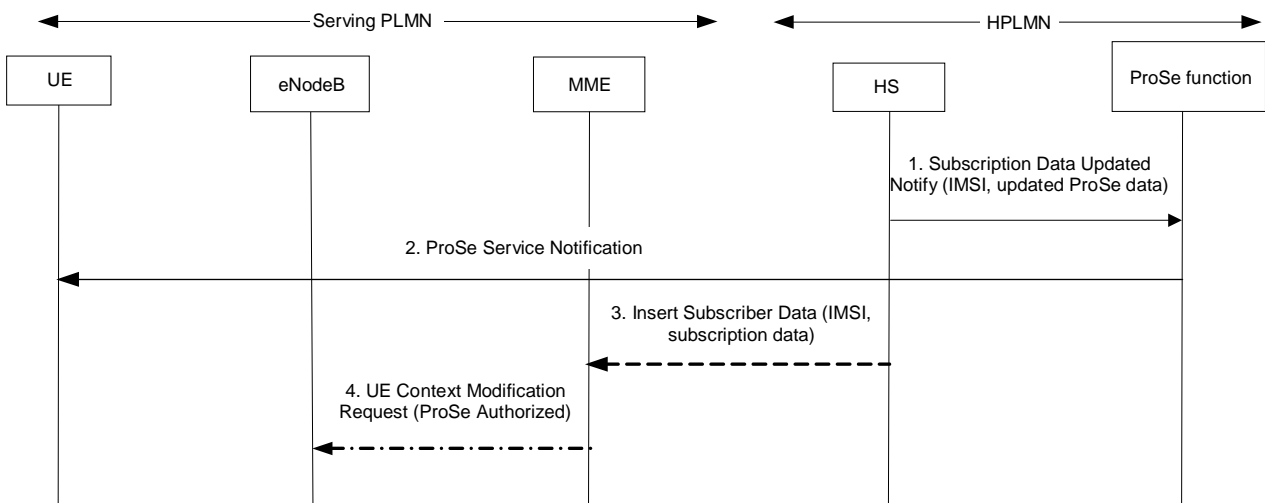 Serving PLMN
HPLMN
UE
eNodeB
MME
HS
ProSe function
1. Subscription Data Updated
Notify (IMSI, updated ProSe data)
2. ProSe Service Notification
3. Insert Subscriber Data (IMSI,
subscription data)
4. UE Context Modification
Request (ProSe Authorized)